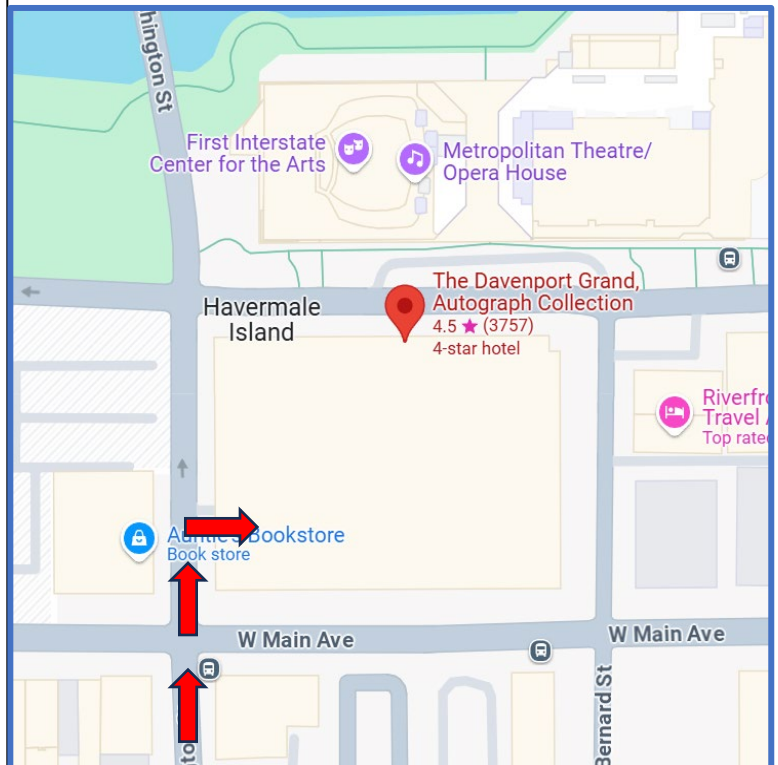 hington St
First Interstate
Center for the Arts
Metropolitan Theatre/
Opera House
The Davenport Grand,
Autograph Collection
4.5 ★ (3757)
4-star hotel
Havermale
Island
Riverfr
Travel
Top rate
Bookstore
Book store
W Main Ave
W Main Ave
Bernard St